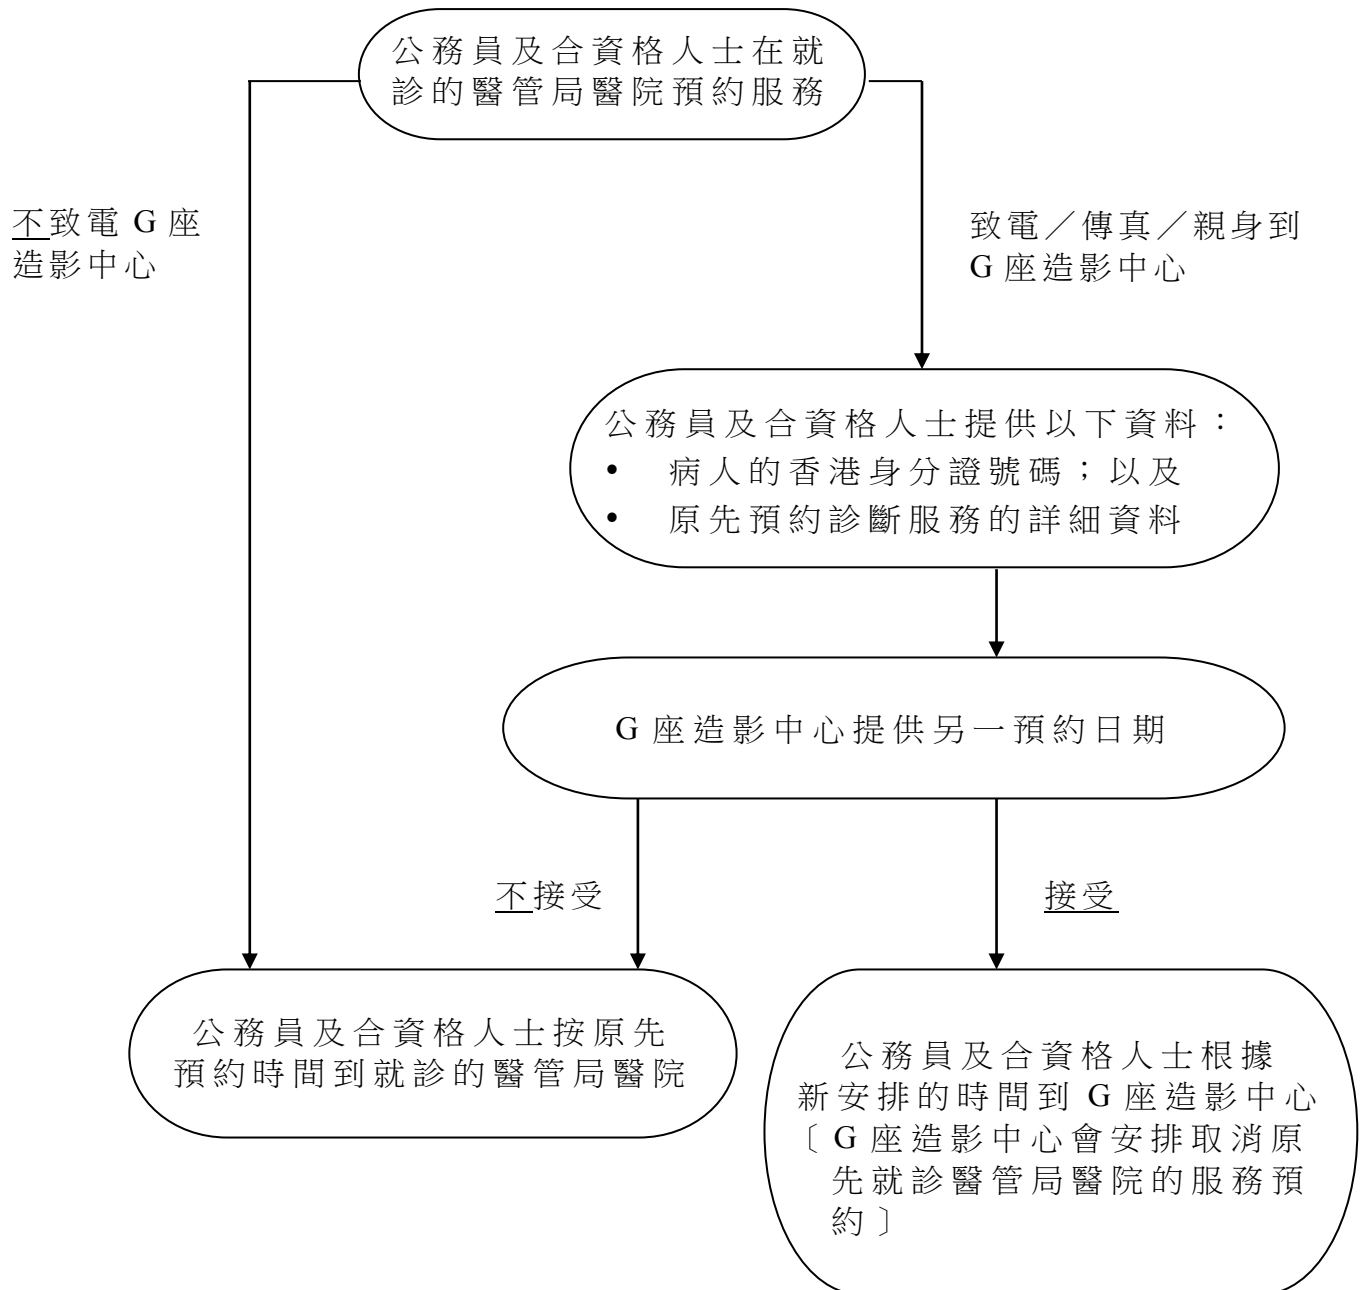 公務員及合資格人士在就
診的醫管局醫院預約服務
不致電 G 座
造影中心
致電／傳真／親身到
G 座造影中心
公務員及合資格人士提供以下資料：
• 病人的香港身分證號碼；以及
• 原先預約診斷服務的詳細資料
G 座造影中心提供另一預約日期
不接受
接受
公務員及合資格人士按原先
預約時間到就診的醫管局醫院
公務員及合資格人士根據
新安排的時間到 G 座造影中心
〔G 座造影中心會安排取消原
先就診醫管局醫院的服務預
約〕